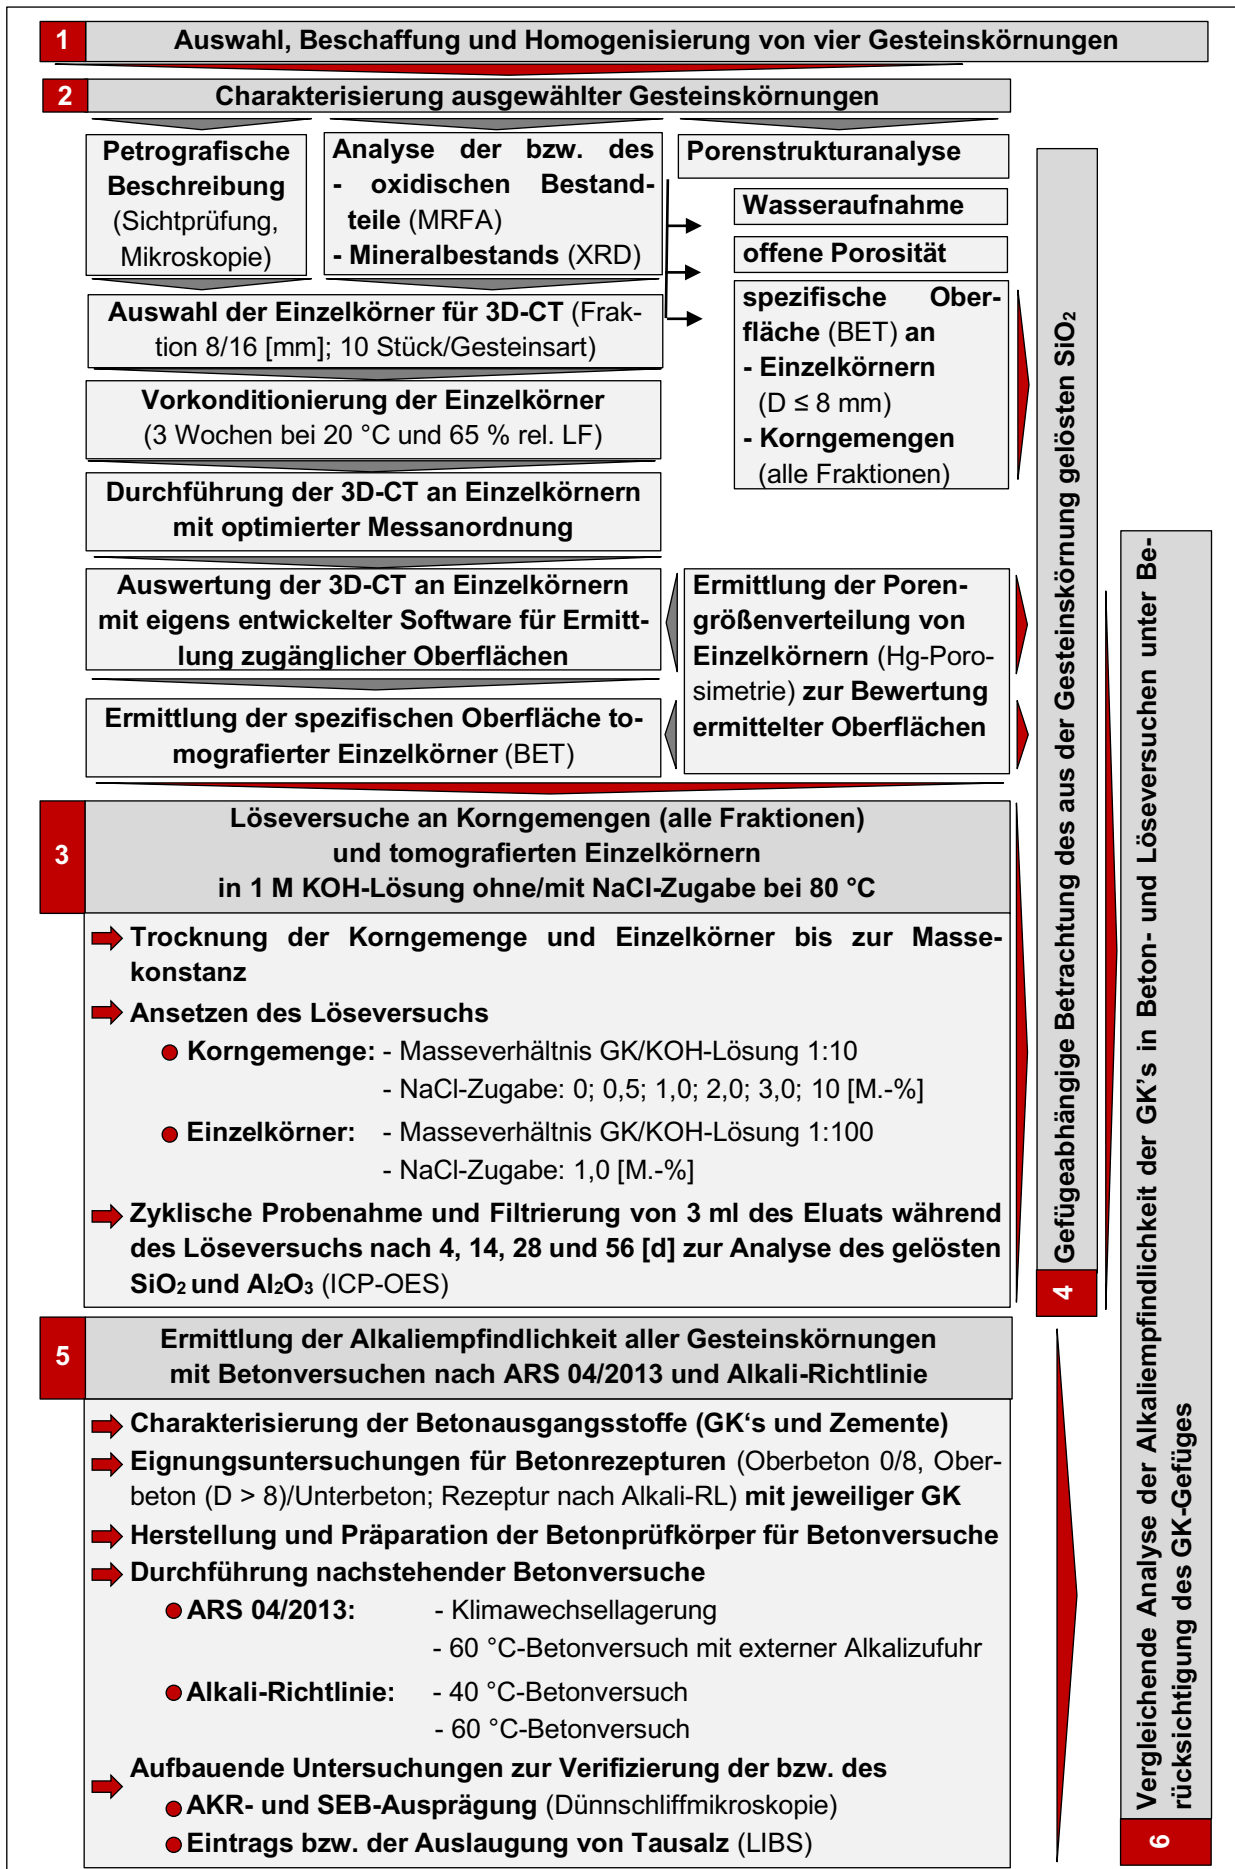 1 Auswahl, Beschaffung und Homogenisierung von vier Gesteinskörnungen
2 Charakterisierung ausgewählter Gesteinskörnungen
Petrografische
Beschreibung
(Sichtprüfung,
Mikroskopie)
Analyse der bzw. des
- oxidischen Bestand-
teile (MRFA)
- Mineralbestands (XRD)
Porenstrukturanalyse
Wasseraufnahme
offene Porosität
spezifische Ober-
fläche (BET) an
- Einzelkörnern
(D ≤ 8 mm)
- Korngemengen
(alle Fraktionen)
Auswahl der Einzelkörner für 3D-CT (Frak-
tion 8/16 [mm]; 10 Stück/Gesteinsart)
Vorkonditionierung der Einzelkörner
(3 Wochen bei 20 °C und 65 % rel. LF)
Durchführung der 3D-CT an Einzelkörnern
mit optimierter Messanordnung
Auswertung der 3D-CT an Einzelkörnern
mit eigens entwickelter Software für Ermitt-
lung zugänglicher Oberflächen
Ermittlung der spezifischen Oberfläche to-
mografierter Einzelkörner (BET)
Ermittlung der Poren-
größenverteilung von
Einzelkörnern (Hg-Poro-
simetrie) zur Bewertung
ermittelter Oberflächen
3
Löseversuche an Korngemengen (alle Fraktionen)
und tomografierten Einzelkörnern
in 1 M KOH-Lösung ohne/mit NaCl-Zugabe bei 80 °C
Trocknung der Korngemenge und Einzelkörner bis zur Masse-
konstanz
Ansetzen des Löseversuchs
Korngemenge: - Masseverhältnis GK/KOH-Lösung 1:10
- NaCl-Zugabe: 0; 0,5; 1,0; 2,0; 3,0; 10 [M.-%]
Einzelkörner: - Masseverhältnis GK/KOH-Lösung 1:100
- NaCl-Zugabe: 1,0 [M.-%]
Zyklische Probenahme und Filtrierung von 3 ml des Eluats während
des Löseversuchs nach 4, 14, 28 und 56 [d] zur Analyse des gelösten
SiO₂ und Al₂O₃ (ICP-OES)
4 Gefügeabhängige Betrachtung des aus der Gesteinskörnung gelösten SiO₂
5
Ermittlung der Alkaliempfindlichkeit aller Gesteinskörnungen
mit Betonversuchen nach ARS 04/2013 und Alkali-Richtlinie
Charakterisierung der Betonausgangsstoffe (GK‘s und Zemente)
Eignungsuntersuchungen für Betonrezepturen (Oberbeton 0/8, Ober-
beton (D > 8)/Unterbeton; Rezeptur nach Alkali-RL) mit jeweiliger GK
Herstellung und Präparation der Betonprüfkörper für Betonversuche
Durchführung nachstehender Betonversuche
ARS 04/2013: - Klimawechsellagerung
- 60 °C-Betonversuch mit externer Alkalizufuhr
Alkali-Richtlinie: - 40 °C-Betonversuch
- 60 °C-Betonversuch
Aufbauende Untersuchungen zur Verifizierung der bzw. des
AKR- und SEB-Ausprägung (Dünnschliffmikroskopie)
Eintrags bzw. der Auslaugung von Tausalz (LIBS)
6 Vergleichende Analyse der Alkaliempfindlichkeit der GK's in Beton- und Löseversuchen unter Be-
rücksichtigung des GK-Gefüges